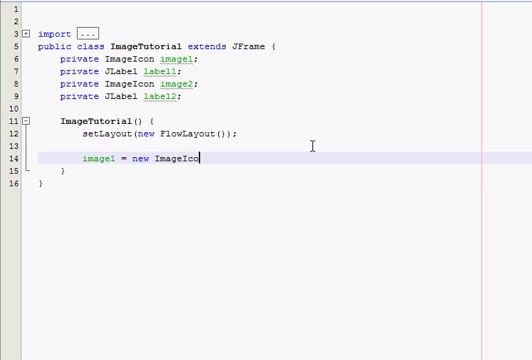 1
2
3 import ...
5 public class ImageTutorial extends JFrame {
6 private ImageIcon image1;
7 private JLabel label1;
8 private ImageIcon image2;
9 private JLabel label2;
10
11 ImageTutorial() {
12 setLayout(new FlowLayout());
13
14 image1 = new ImageIco
15 }
16 }